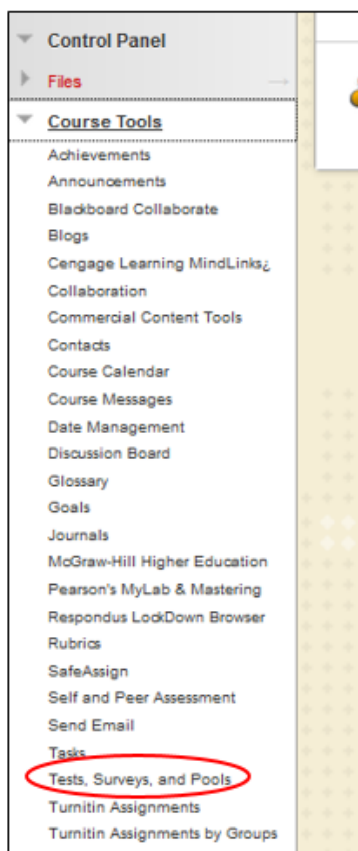 Control Panel
Files
Course Tools
Achievements
Announcements
Blackboard Collaborate
Blogs
Cengage Learning MindLinks¿
Collaboration
Commercial Content Tools
Contacts
Course Calendar
Course Messages
Date Management
Discussion Board
Glossary
Goals
Journals
McGraw-Hill Higher Education
Pearson's MyLab & Mastering
Respondus LockDown Browser
Rubrics
SafeAssign
Self and Peer Assessment
Send Email
Tasks
Tests, Surveys, and Pools
Turnitin Assignments
Turnitin Assignments by Groups